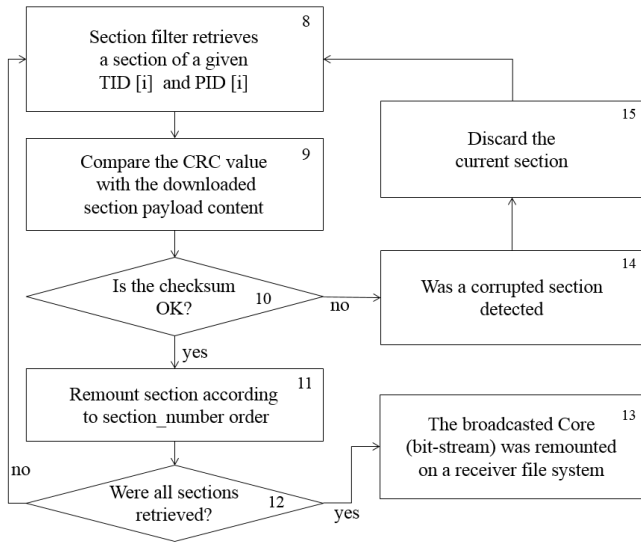 8
Section filter retrieves
a section of a given
TID [i] and PID [i]
9
Compare the CRC value
with the downloaded
section payload content
Is the checksum
OK?
10
no
yes
11
Remount section according
to section_number order
no
Were all sections
retrieved?
12
yes
15
Discard the
current section
14
Was a corrupted section
detected
13
The broadcasted Core
(bit-stream) was remounted
on a receiver file system